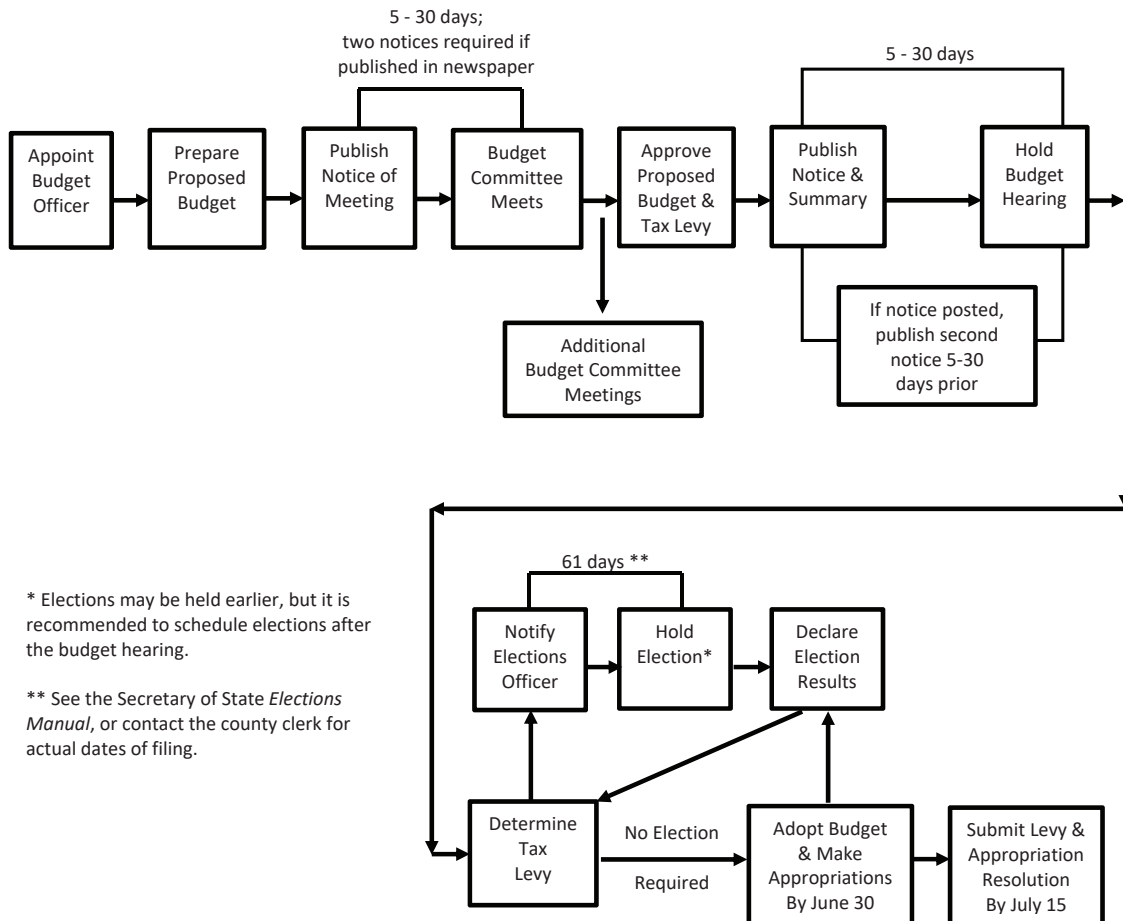 5 - 30 days;
two notices required if
published in newspaper
5 - 30 days
Appoint
Budget
Officer
Prepare
Proposed
Budget
Publish
Notice of
Meeting
Budget
Committee
Meets
Approve
Proposed
Budget &
Tax Levy
Publish
Notice &
Summary
Hold
Budget
Hearing
Additional
Budget Committee
Meetings
If notice posted,
publish second
notice 5-30
days prior
* Elections may be held earlier, but it is
recommended to schedule elections after
the budget hearing.
** See the Secretary of State Elections
Manual, or contact the county clerk for
actual dates of filing.
61 days **
Notify
Elections
Officer
Hold
Election*
Declare
Election
Results
Determine
Tax
Levy
No Election
Required
Adopt Budget
& Make
Appropriations
By June 30
Submit Levy &
Appropriation
Resolution
By July 15